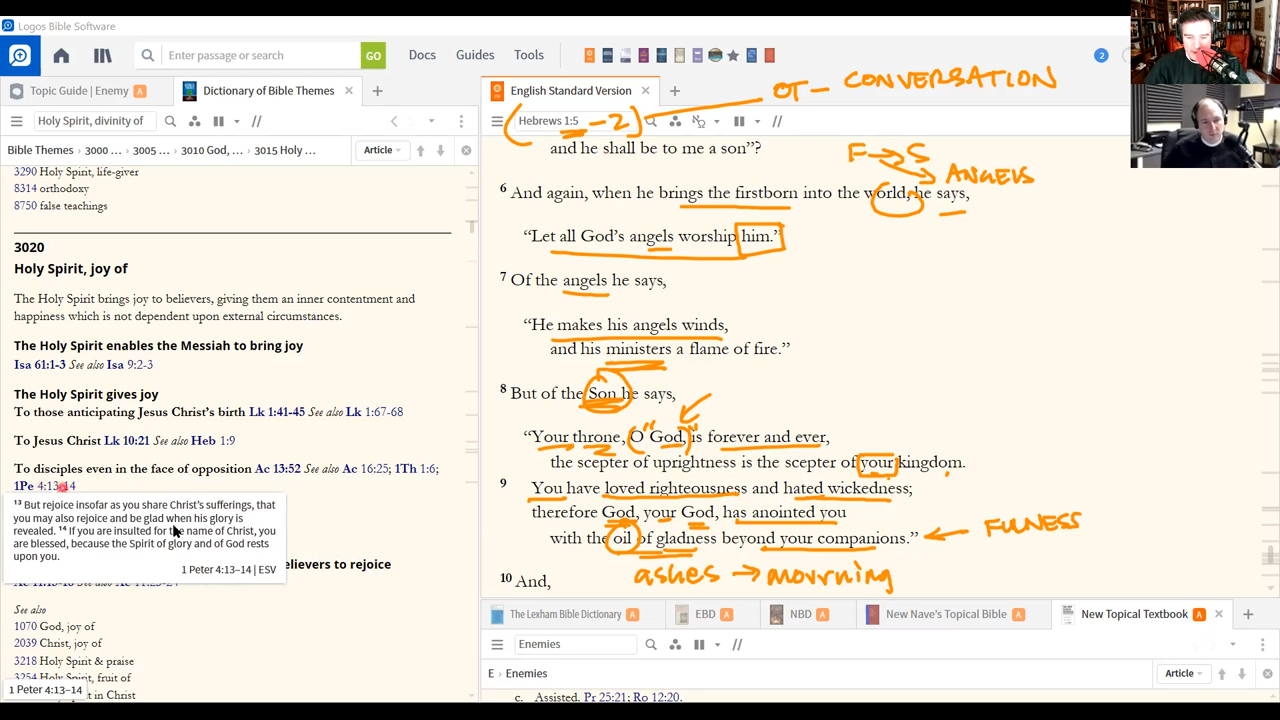 Logos Bible Software
Enter passage or search
GO
Docs
Guides
Tools
2
Topic Guide | Enemy A
Dictionary of Bible Themes
Holy Spirit, divinity of
Bible Themes > 3000 ... > 3005 ... > 3010 God, ... > 3015 Holy ...
Article
3290 Holy Spirit, life-giver
8314 orthodoxy
8750 false teachings
3020
Holy Spirit, joy of
The Holy Spirit brings joy to believers, giving them an inner contentment and
happiness which is not dependent upon external circumstances.
The Holy Spirit enables the Messiah to bring joy
Isa 61:1-3 See also Isa 9:2-3
The Holy Spirit gives joy
To those anticipating Jesus Christ's birth Lk 1:41-45 See also Lk 1:67-68
To Jesus Christ Lk 10:21 See also Heb 1:9
To disciples even in the face of opposition Ac 13:52 See also Ac 16:25; 1Th 1:6;
1Pe 4:13-14
13 But rejoice insofar as you share Christ's sufferings, that
you may also rejoice and be glad when his glory is
revealed. 14 If you are insulted for the name of Christ, you
are blessed, because the Spirit of glory and of God rests
upon you.
1 Peter 4:13–14 | ESV
elievers to rejoice
See also
1070 God, joy of
2039 Christ, joy of
3218 Holy Spirit & praise
3254 Holy Spirit, fruit of
t in Christ
1 Peter 4:13–14
English Standard Version
Hebrews 1:5
- 2
OT - CONVERSATION
and he shall be to me a son"?
F → S
ANGELS
6 And again, when he brings the firstborn into the world, he says,
"Let all God's angels worship him."
7 Of the angels he says,
"He makes his angels winds,
and his ministers a flame of fire."
8 But of the Son he says,
"Your throne, O "God," is forever and ever,
the scepter of uprightness is the scepter of your kingdom.
9 You have loved righteousness and hated wickedness;
therefore God, your God, has anointed you
with the oil of gladness beyond your companions."
FULNESS
ashes → mourning
10 And,
The Lexham Bible Dictionary A
EBD A
NBD A
New Nave's Topical Bible A
New Topical Textbook A
Enemies
E > Enemies
Article
c. Assisted. Pr 25:21; Ro 12:20.